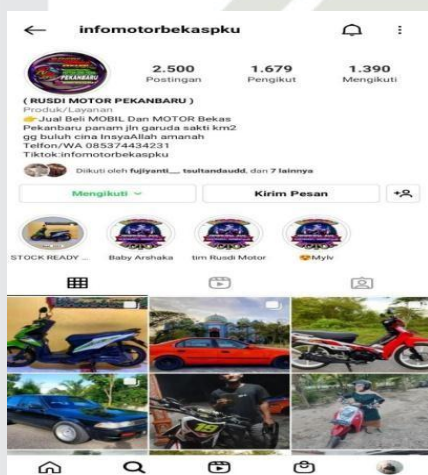 infomotorbekaspku
PEKANBARU
2.500 1.679 1.390
Postingan Pengikut Mengikuti
( RUSDI MOTOR PEKANBARU )
Produk/Layanan
👉Jual Beli MOBIL Dan MOTOR Bekas
Pekanbaru panam jln garuda sakti km2
gg buluh cina InsyaAllah amanah
Telfon/WA 085374434231
Tiktok:infomotorbekaspku
Diikuti oleh fujiyanti__, tsultandaudd, dan 7 lainnya
Mengikuti Kirim Pesan
STOCK READY ... Baby Arshaka tim Rusdi Motor 😍Mylv
19